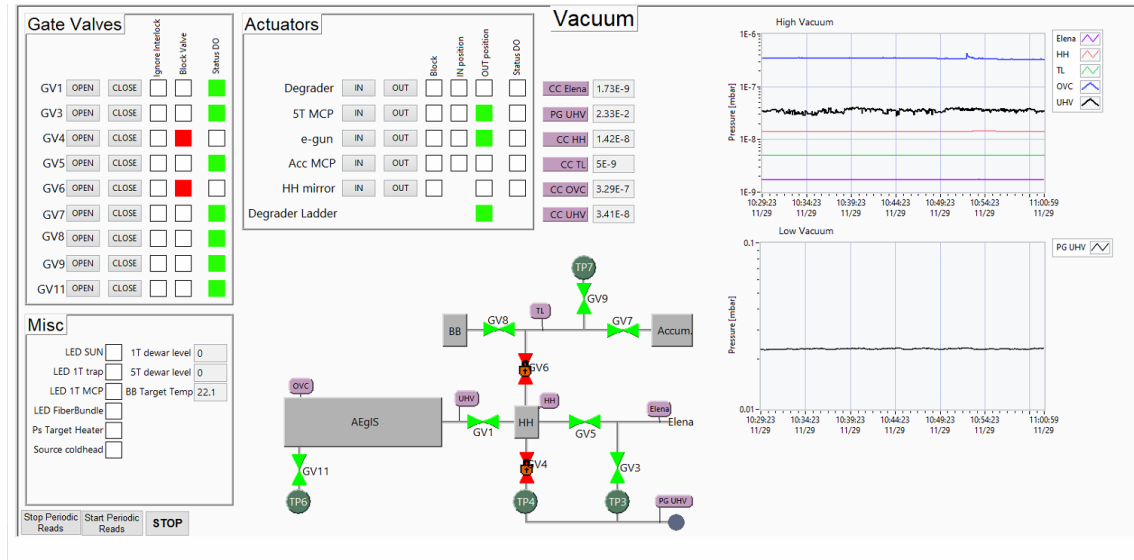 Gate Valves
Ignore Interlock
Block Valve
Status DO
GV1 OPEN CLOSE
GV3 OPEN CLOSE
GV4 OPEN CLOSE
GV5 OPEN CLOSE
GV6 OPEN CLOSE
GV7 OPEN CLOSE
GV8 OPEN CLOSE
GV9 OPEN CLOSE
GV11 OPEN CLOSE
Actuators
Block
IN position
OUT position
Status DO
Degrader IN OUT
5T MCP IN OUT
e-gun IN OUT
Acc MCP IN OUT
HH mirror IN OUT
Degrader Ladder
Vacuum
CC Elena 1.73E-9
PG UHV 2.33E-2
CC HH 1.42E-8
CC TL 5E-9
CC OVC 3.29E-7
CC UHV 3.41E-8
High Vacuum
Pressure [mbar]
1E-6
1E-7
1E-8
1E-9
10:29:23 10:34:23 10:39:23 10:44:23 10:49:23 10:54:23 11:00:59
11/29 11/29 11/29 11/29 11/29 11/29 11/29
Elena
HH
TL
OVC
UHV
Low Vacuum
Pressure [mbar]
0.1
0.01
10:29:23 10:34:23 10:39:23 10:44:23 10:49:23 10:54:23 11:00:59
11/29 11/29 11/29 11/29 11/29 11/29 11/29
PG UHV
Misc
LED SUN 1T dewar level 0
LED 1T trap 5T dewar level 0
LED 1T MCP BB Target Temp 22.1
LED FiberBundle
Ps Target Heater
Source coldhead
Stop Periodic
Reads
Start Periodic
Reads
STOP
TP7
GV9
TL
BB GV8 GV7 Accum.
GV6
OVC
UHV HH Elena
AEgIS GV1 HH GV5 Elena
GV11 GV4 GV3
TP6 TP4 TP3 PG UHV